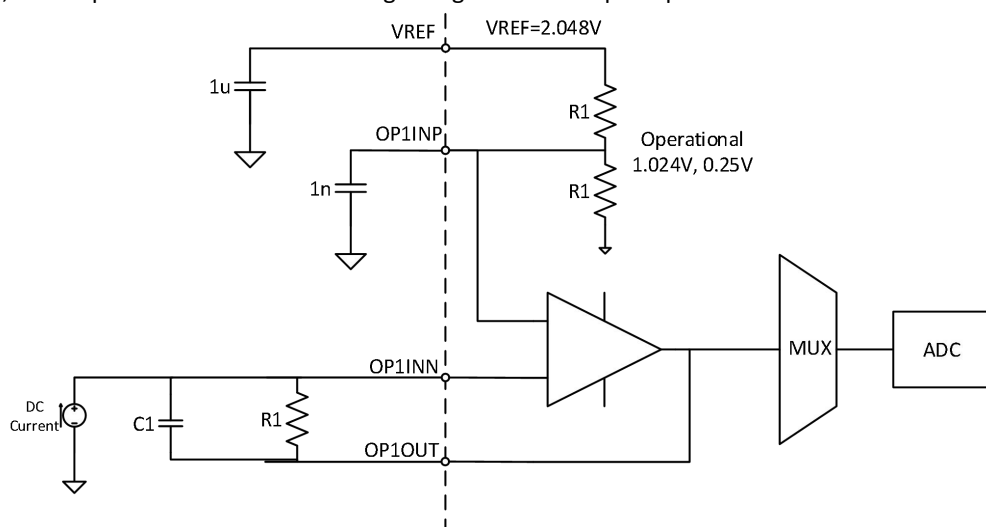 VREF
VREF=2.048V
1u
R1
OP1INP
Operational
1.024V, 0.25V
1n
R1
OP1INN
MUX
ADC
DC
Current
C1
R1
OP1OUT